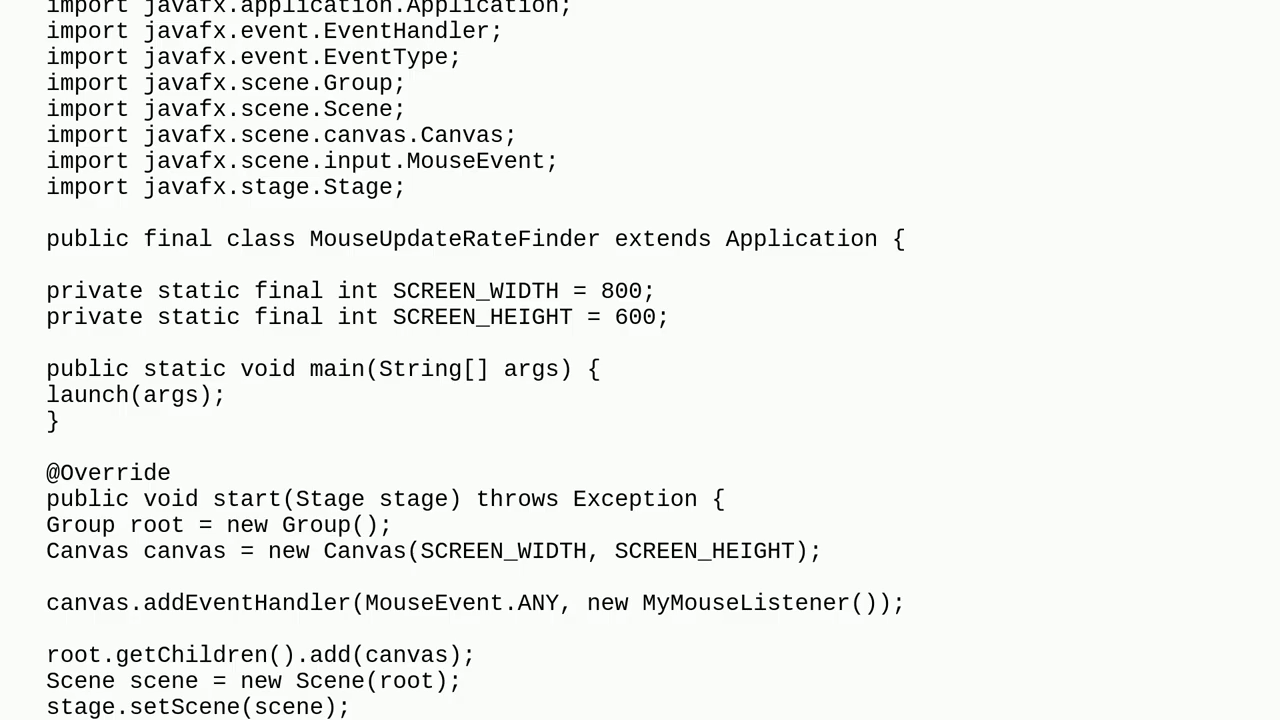 import javafx.application.Application;
import javafx.event.EventHandler;
import javafx.event.EventType;
import javafx.scene.Group;
import javafx.scene.Scene;
import javafx.scene.canvas.Canvas;
import javafx.scene.input.MouseEvent;
import javafx.stage.Stage;
public final class MouseUpdateRateFinder extends Application {
private static final int SCREEN_WIDTH = 800;
private static final int SCREEN_HEIGHT = 600;
public static void main(String[] args) {
launch(args);
}
@Override
public void start(Stage stage) throws Exception {
Group root = new Group();
Canvas canvas = new Canvas(SCREEN_WIDTH, SCREEN_HEIGHT);
canvas.addEventHandler(MouseEvent.ANY, new MyMouseListener());
root.getChildren().add(canvas);
Scene scene = new Scene(root);
stage.setScene(scene);